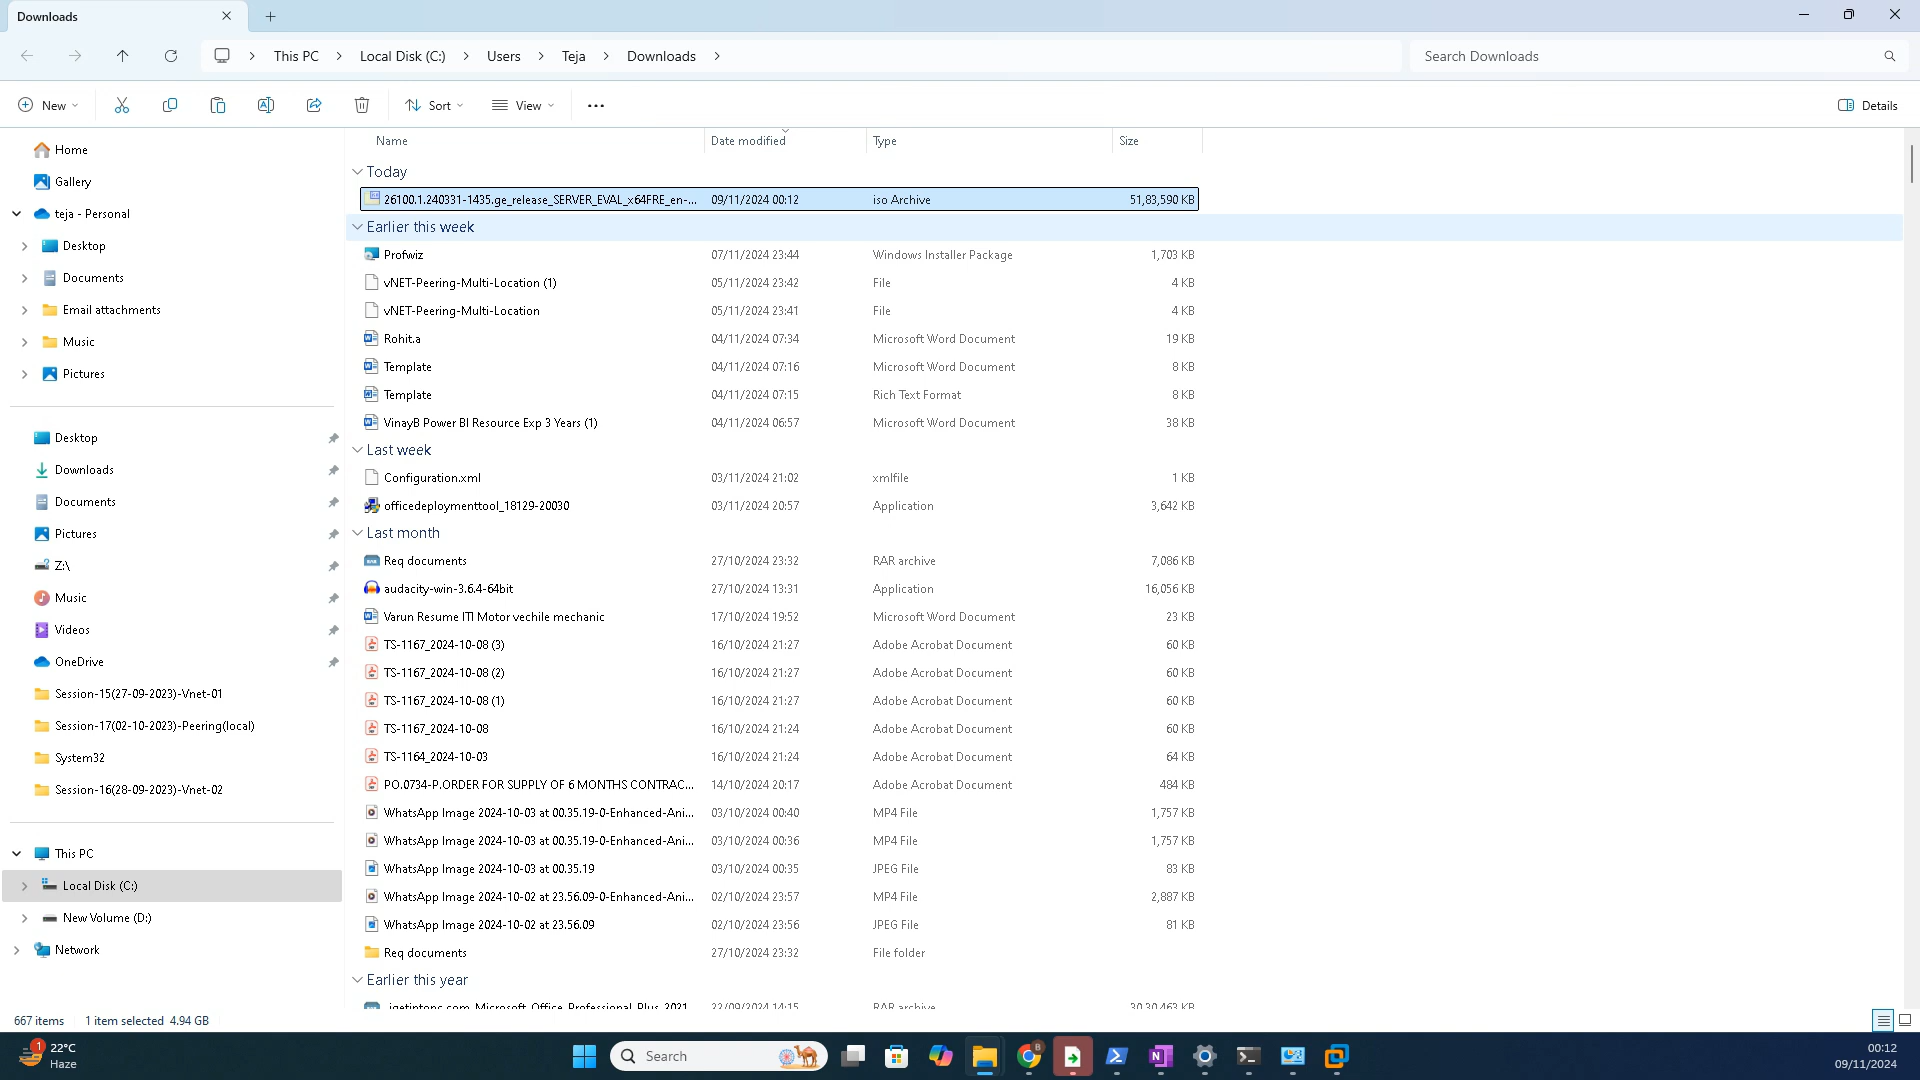 Downloads
This PC > Local Disk (C:) > Users > Teja > Downloads >
Search Downloads
New
Sort
View
Details
Name Date modified Type Size
Today
26100.1.240331-1435.ge_release_SERVER_EVAL_x64FRE_en-... 09/11/2024 00:12 iso Archive 51,83,590 KB
Earlier this week
Profwiz 07/11/2024 23:44 Windows Installer Package 1,703 KB
vNET-Peering-Multi-Location (1) 05/11/2024 23:42 File 4 KB
vNET-Peering-Multi-Location 05/11/2024 23:41 File 4 KB
Rohit.a 04/11/2024 07:34 Microsoft Word Document 19 KB
Template 04/11/2024 07:16 Microsoft Word Document 8 KB
Template 04/11/2024 07:15 Rich Text Format 8 KB
VinayB Power BI Resource Exp 3 Years (1) 04/11/2024 06:57 Microsoft Word Document 38 KB
Last week
Configuration.xml 03/11/2024 21:02 xmlfile 1 KB
officedeploymenttool_18129-20030 03/11/2024 20:57 Application 3,642 KB
Last month
Req documents 27/10/2024 23:32 RAR archive 7,086 KB
audacity-win-3.6.4-64bit 27/10/2024 13:31 Application 16,056 KB
Varun Resume ITI Motor vechile mechanic 17/10/2024 19:52 Microsoft Word Document 23 KB
TS-1167_2024-10-08 (3) 16/10/2024 21:27 Adobe Acrobat Document 60 KB
TS-1167_2024-10-08 (2) 16/10/2024 21:27 Adobe Acrobat Document 60 KB
TS-1167_2024-10-08 (1) 16/10/2024 21:27 Adobe Acrobat Document 60 KB
TS-1167_2024-10-08 16/10/2024 21:24 Adobe Acrobat Document 60 KB
TS-1164_2024-10-03 16/10/2024 21:24 Adobe Acrobat Document 64 KB
PO.0734-P.ORDER FOR SUPPLY OF 6 MONTHS CONTRAC... 14/10/2024 20:17 Adobe Acrobat Document 484 KB
WhatsApp Image 2024-10-03 at 00.35.19-0-Enhanced-Ani... 03/10/2024 00:40 MP4 File 1,757 KB
WhatsApp Image 2024-10-03 at 00.35.19-0-Enhanced-Ani... 03/10/2024 00:36 MP4 File 1,757 KB
WhatsApp Image 2024-10-03 at 00.35.19 03/10/2024 00:35 JPEG File 83 KB
WhatsApp Image 2024-10-02 at 23.56.09-0-Enhanced-Ani... 02/10/2024 23:57 MP4 File 2,887 KB
WhatsApp Image 2024-10-02 at 23.56.09 02/10/2024 23:56 JPEG File 81 KB
Req documents 27/10/2024 23:32 File folder
Earlier this year
igetintopc.com_Microsoft_Office_Professional_Plus_2021... 22/09/2024 14:15 RAR archive 30,30,463 KB
Home
Gallery
teja - Personal
Desktop
Documents
Email attachments
Music
Pictures
Desktop
Downloads
Documents
Pictures
Z:\
Music
Videos
OneDrive
Session-15(27-09-2023)-Vnet-01
Session-17(02-10-2023)-Peering(local)
System32
Session-16(28-09-2023)-Vnet-02
This PC
Local Disk (C:)
New Volume (D:)
Network
667 items 1 item selected 4.94 GB
1
22°C
Haze
Search
00:12
09/11/2024